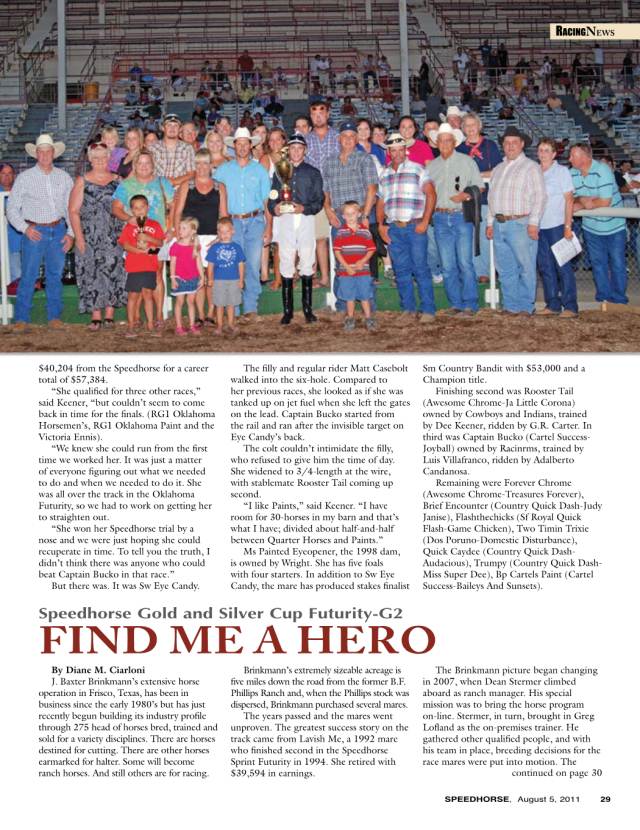 RACINGNEWS
$40,204 from the Speedhorse for a career
total of $57,384.
"She qualified for three other races,"
said Keener, "but couldn't seem to come
back in time for the finals. (RG1 Oklahoma
Horsemen's, RG1 Oklahoma Paint and the
Victoria Ennis).
"We knew she could run from the first
time we worked her. It was just a matter
of everyone figuring out what we needed
to do and when we needed to do it. She
was all over the track in the Oklahoma
Futurity, so we had to work on getting her
to straighten out.
"She won her Speedhorse trial by a
nose and we were just hoping she could
recuperate in time. To tell you the truth, I
didn't think there was anyone who could
beat Captain Bucko in that race."
But there was. It was Sw Eye Candy.
The filly and regular rider Matt Casebolt
walked into the six-hole. Compared to
her previous races, she looked as if she was
tanked up on jet fuel when she left the gates
on the lead. Captain Bucko started from
the rail and ran after the invisible target on
Eye Candy's back.
The colt couldn't intimidate the filly,
who refused to give him the time of day.
She widened to 3/4-length at the wire,
with stablemate Rooster Tail coming up
second.
"I like Paints," said Keener. "I have
room for 30-horses in my barn and that's
what I have; divided about half-and-half
between Quarter Horses and Paints."
Ms Painted Eyeopener, the 1998 dam,
is owned by Wright. She has five foals
with four starters. In addition to Sw Eye
Candy, the mare has produced stakes finalist
Sm Country Bandit with $53,000 and a
Champion title.
Finishing second was Rooster Tail
(Awesome Chrome-Ja Little Corona)
owned by Cowboys and Indians, trained
by Dee Keener, ridden by G.R. Carter. In
third was Captain Bucko (Cartel Success-
Joyball) owned by Racinrms, trained by
Luis Villafranco, ridden by Adalberto
Candanosa.
Remaining were Forever Chrome
(Awesome Chrome-Treasures Forever),
Brief Encounter (Country Quick Dash-Judy
Janise), Flashthechicks (Sf Royal Quick
Flash-Game Chicken), Two Timin Trixie
(Dos Poruno-Domestic Disturbance),
Quick Caydee (Country Quick Dash-
Audacious), Trumpy (Country Quick Dash-
Miss Super Dee), Bp Cartels Paint (Cartel
Success-Baileys And Sunsets).
Speedhorse Gold and Silver Cup Futurity-G2
FIND ME A HERO
By Diane M. Ciarloni
J. Baxter Brinkmann's extensive horse
operation in Frisco, Texas, has been in
business since the early 1980's but has just
recently begun building its industry profile
through 275 head of horses bred, trained and
sold for a variety disciplines. There are horses
destined for cutting. There are other horses
earmarked for halter. Some will become
ranch horses. And still others are for racing.
Brinkmann's extremely sizeable acreage is
five miles down the road from the former B.F.
Phillips Ranch and, when the Phillips stock was
dispersed, Brinkmann purchased several mares.
The years passed and the mares went
unproven. The greatest success story on the
track came from Lavish Me, a 1992 mare
who finished second in the Speedhorse
Sprint Futurity in 1994. She retired with
$39,594 in earnings.
The Brinkmann picture began changing
in 2007, when Dean Stermer climbed
aboard as ranch manager. His special
mission was to bring the horse program
on-line. Stermer, in turn, brought in Greg
Lofland as the on-premises trainer. He
gathered other qualified people, and with
his team in place, breeding decisions for the
race mares were put into motion. The
continued on page 30
SPEEDHORSE, August 5, 2011 29